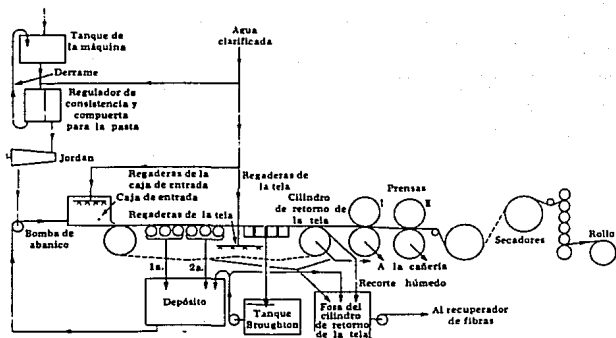 Tanque de
la máquina
Agua
clarificada
Derrame
Regulador de
consistencia y
compuerta
para la pasta
Jordan
Regaderas de la
caja de entrada
Caja de entrada
Regaderas de
la tela
Cilindro
de retorno de
la tela
Prensas
I
II
Regaderas de la tela
Bomba de
abanico
1a.
2a.
A la cañería
Recorte húmedo
Secadores
Rollo
Depósito
Tanque
Broughton
Fosa del
cilindro
de retorno
de la tela
Al recuperador
de fibras